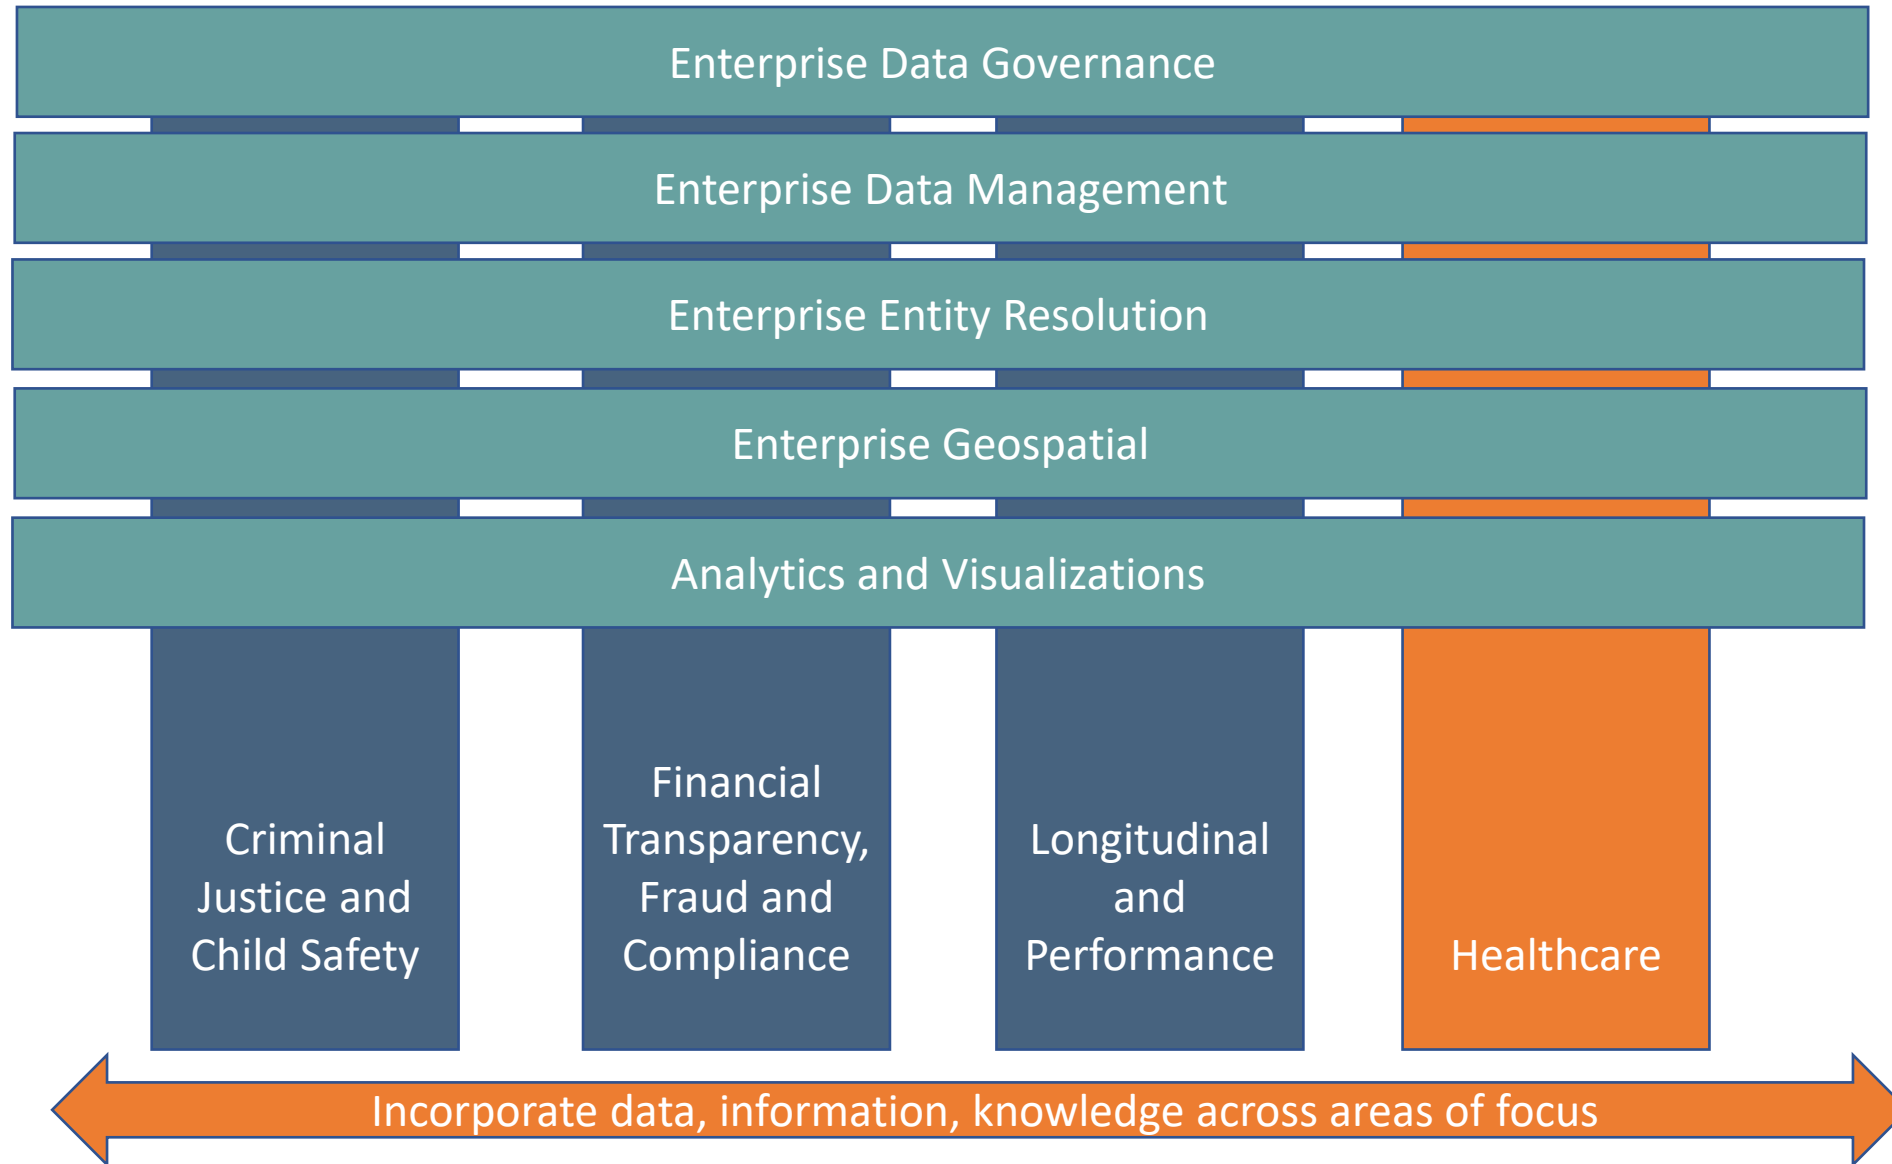 Enterprise Data Governance
Enterprise Data Management
Enterprise Entity Resolution
Enterprise Geospatial
Analytics and Visualizations
Criminal
Justice and
Child Safety
Financial
Transparency,
Fraud and
Compliance
Longitudinal
and
Performance
Healthcare
Incorporate data, information, knowledge across areas of focus